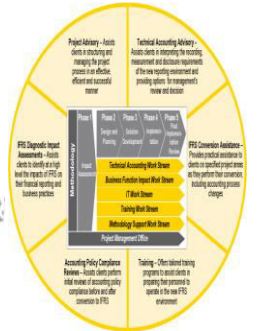 Project Advisory – Assists
clients in structuring and
managing the project
process in an effective,
efficient and successful
manner
Technical Accounting Advisory –
Assists clients in interpreting the recording,
measurement and disclosure requirements
of the new reporting environment and
providing options for management's
review and decision
IFRS Diagnostic Impact
Assessments – Assists
clients to identify at a high
level the impacts of IFRS on
their financial reporting and
business practices
Methodology
Phase 1
Impact
Assessment
Phase 2
Design and
Planning
Phase 3
Solution
Development
Phase 4
Implemen-
tation
Phase 5
Post
Implemen-
tation
Review
Technical Accounting Work Stream
Business Function Impact Work Stream
IT Work Stream
Training Work Stream
Methodology Support Work Stream
Project Management Office
IFRS Conversion Assistance –
Provides practical assistance to
clients on specified project areas
as they perform their conversion,
including accounting process
changes
Accounting Policy Compliance
Reviews – Assists clients perform
initial reviews of accounting policy
compliance before and after
conversion to IFRS
Training – Offers tailored training
programs to assist clients in
preparing their personnel to
operate in the new IFRS
environment